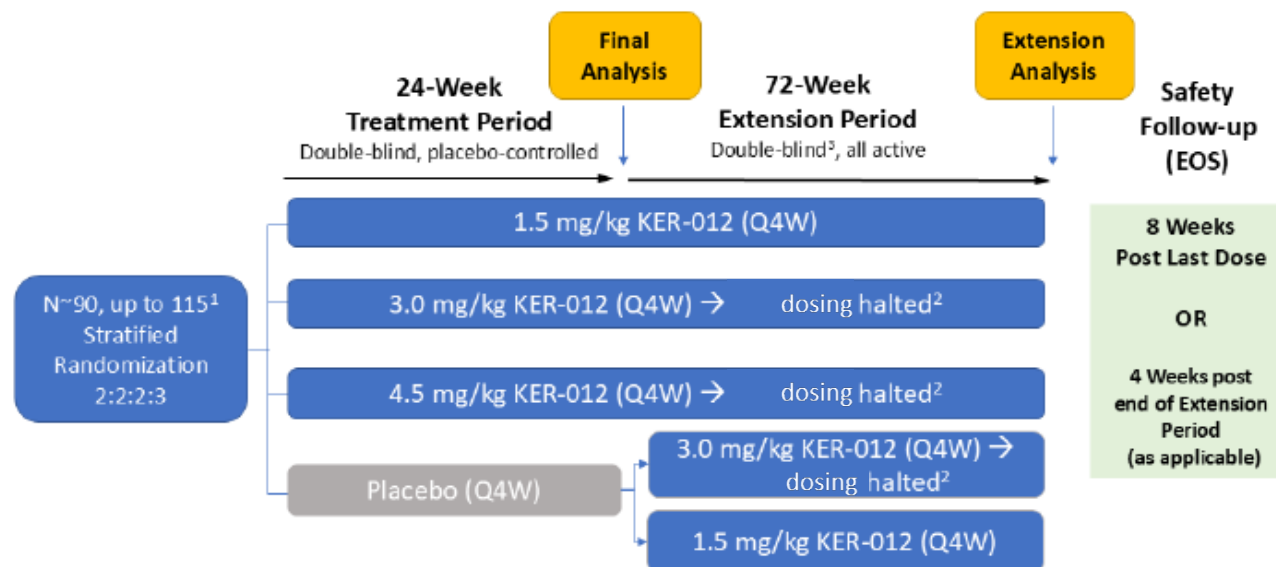 Final
Analysis
Extension
Analysis
24-Week
Treatment Period
Double-blind, placebo-controlled
72-Week
Extension Period
Double-blind³, all active
Safety
Follow-up
(EOS)
1.5 mg/kg KER-012 (Q4W)
N~90, up to 115¹
Stratified
Randomization
2:2:2:3
3.0 mg/kg KER-012 (Q4W) → dosing halted²
4.5 mg/kg KER-012 (Q4W) → dosing halted²
Placebo (Q4W)
3.0 mg/kg KER-012 (Q4W) →
dosing halted²
1.5 mg/kg KER-012 (Q4W)
8 Weeks
Post Last Dose
OR
4 Weeks post
end of Extension
Period
(as applicable)